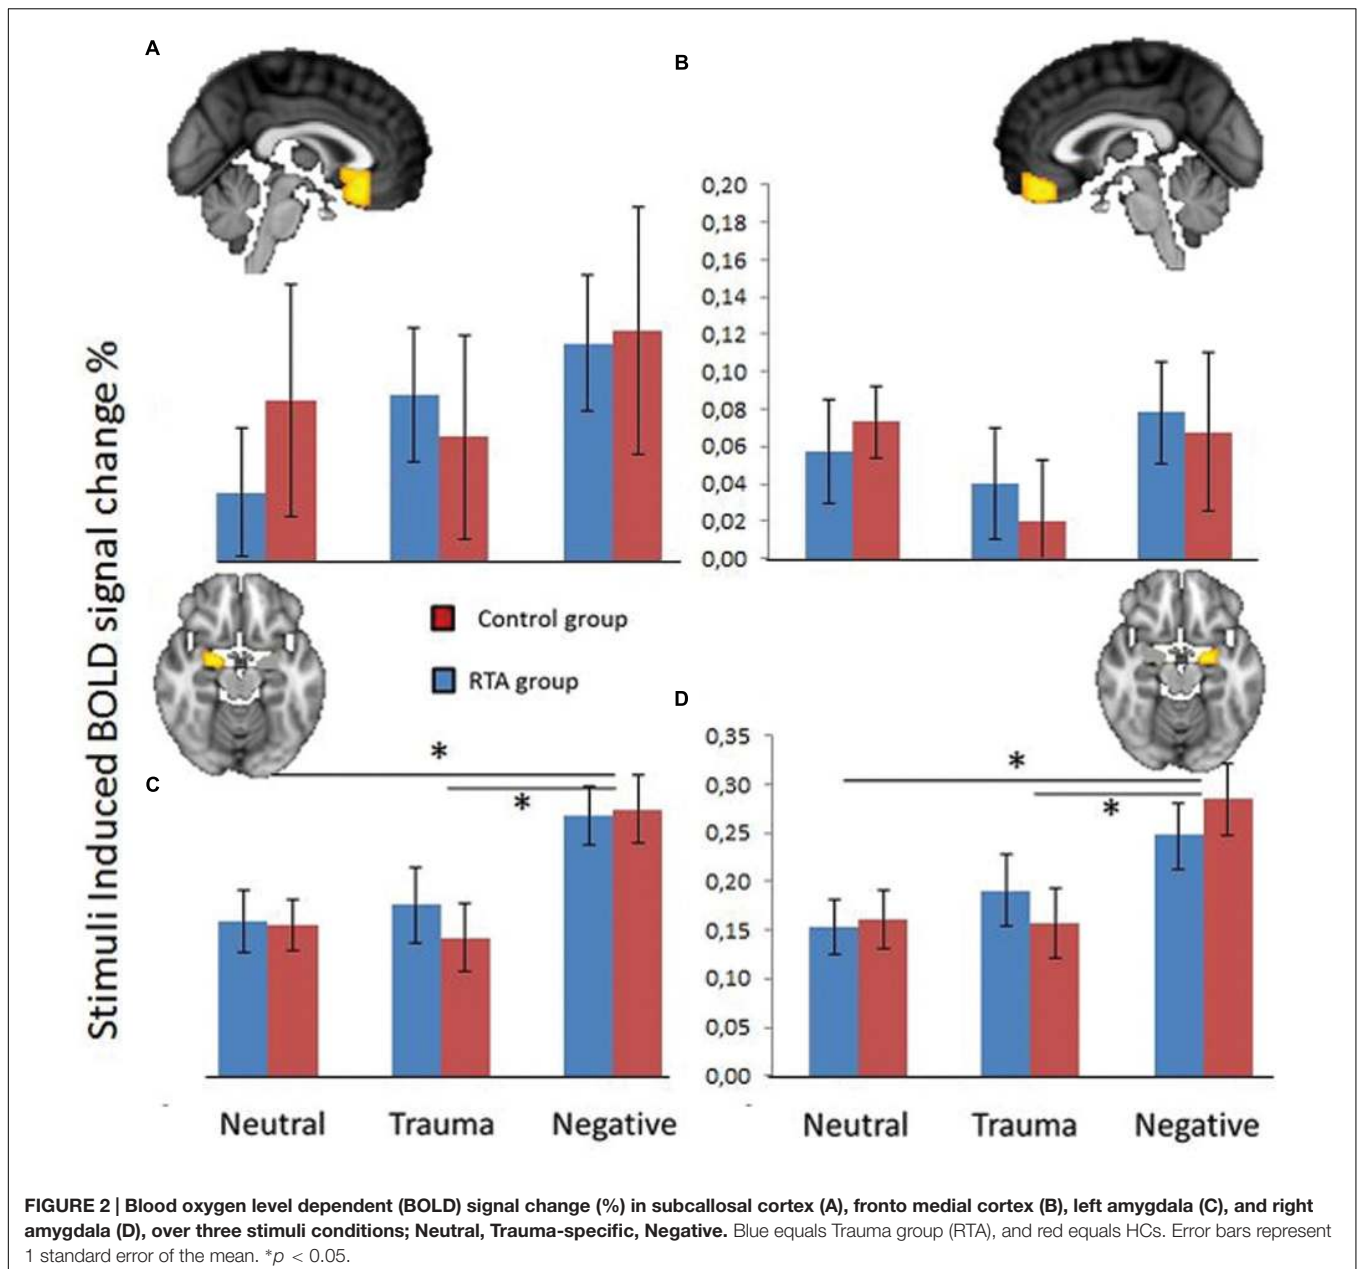 A
B
0,20
0,18
0,16
0,14
0,12
0,10
0,08
0,06
0,04
0,02
0,00
Stimuli Induced BOLD signal change %
Control group
RTA group
C
*
*
D
0,35
0,30
0,25
0,20
0,15
0,10
0,05
0,00
*
*
Neutral Trauma Negative
Neutral Trauma Negative
FIGURE 2 | Blood oxygen level dependent (BOLD) signal change (%) in subcallosal cortex (A), fronto medial cortex (B), left amygdala (C), and right
amygdala (D), over three stimuli conditions; Neutral, Trauma-specific, Negative. Blue equals Trauma group (RTA), and red equals HCs. Error bars represent
1 standard error of the mean. *p < 0.05.